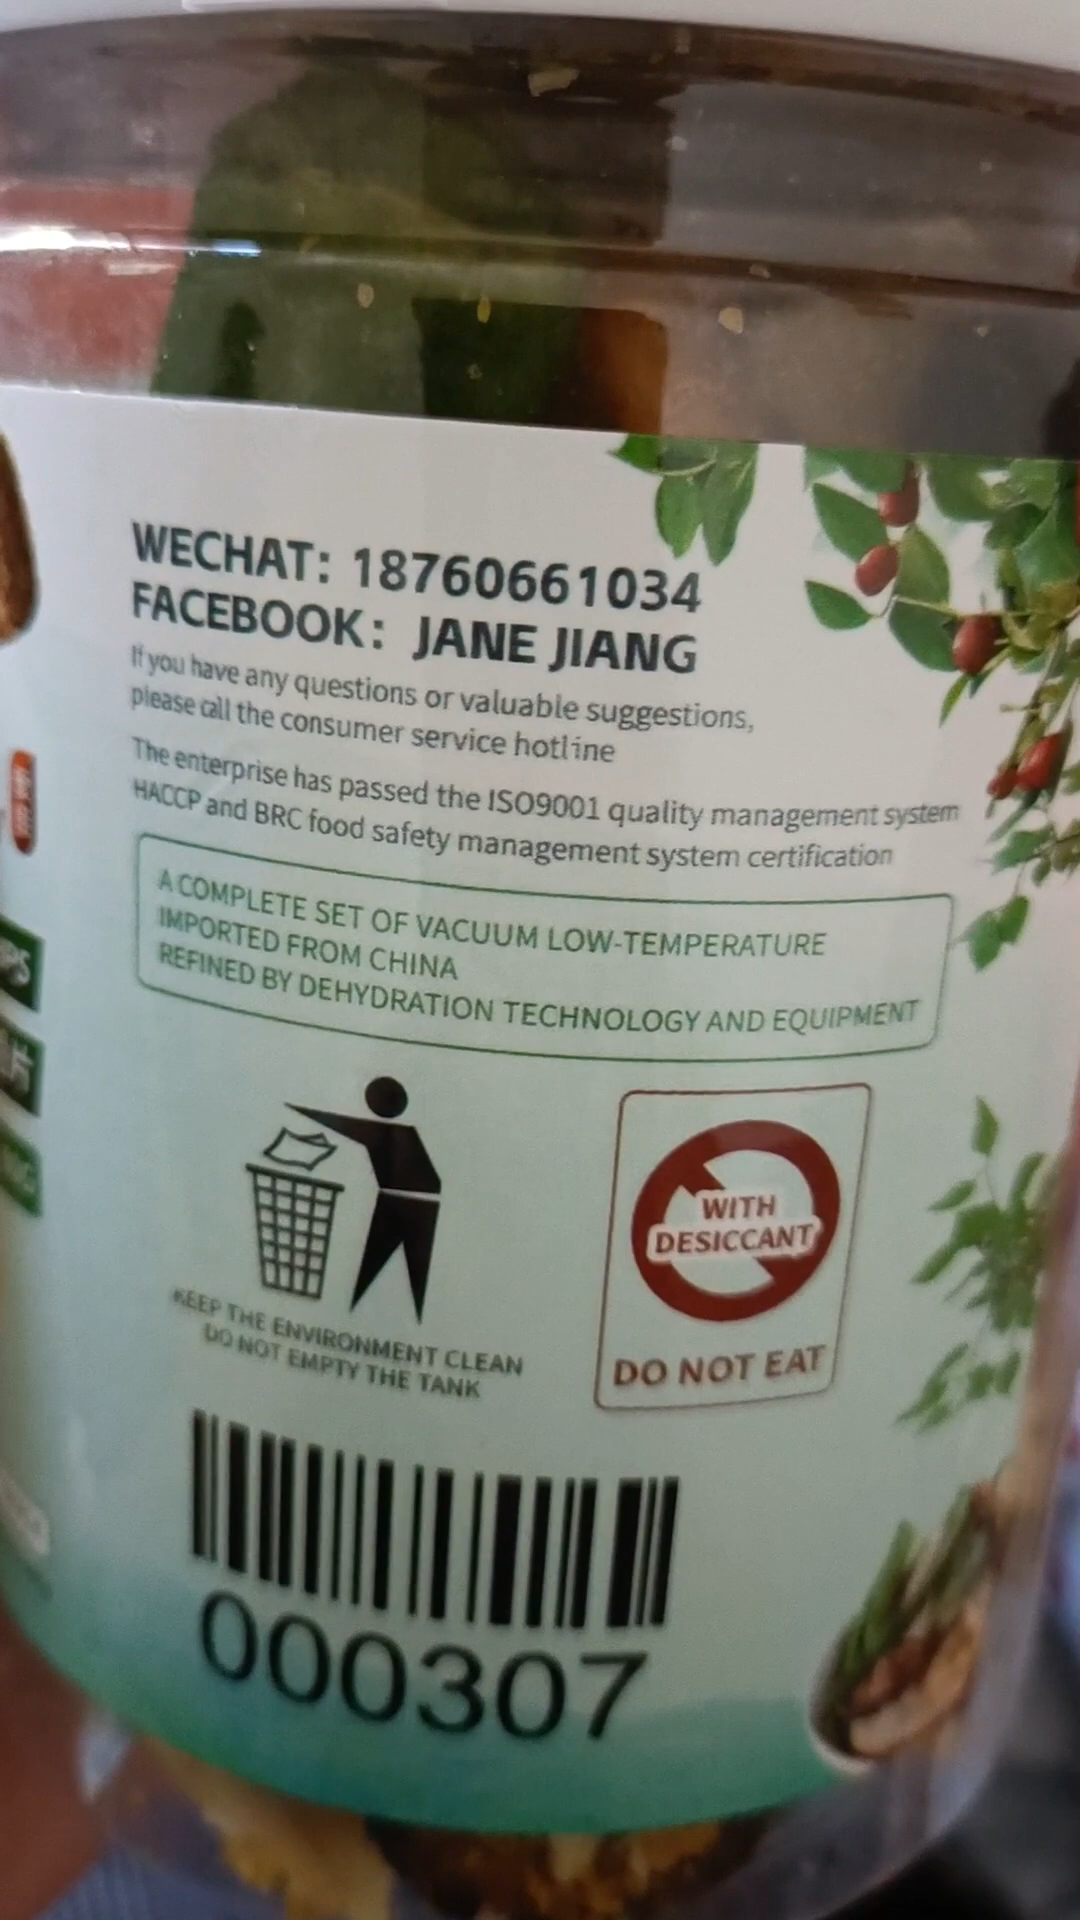 WECHAT: 18760661034
FACEBOOK: JANE JIANG
If you have any questions or valuable suggestions,
please call the consumer service hotline
The enterprise has passed the ISO9001 quality management system
HACCP and BRC food safety management system certification
A COMPLETE SET OF VACUUM LOW-TEMPERATURE
IMPORTED FROM CHINA
REFINED BY DEHYDRATION TECHNOLOGY AND EQUIPMENT
WITH
DESICCANT
DO NOT EAT
KEEP THE ENVIRONMENT CLEAN
DO NOT EMPTY THE TANK
000307